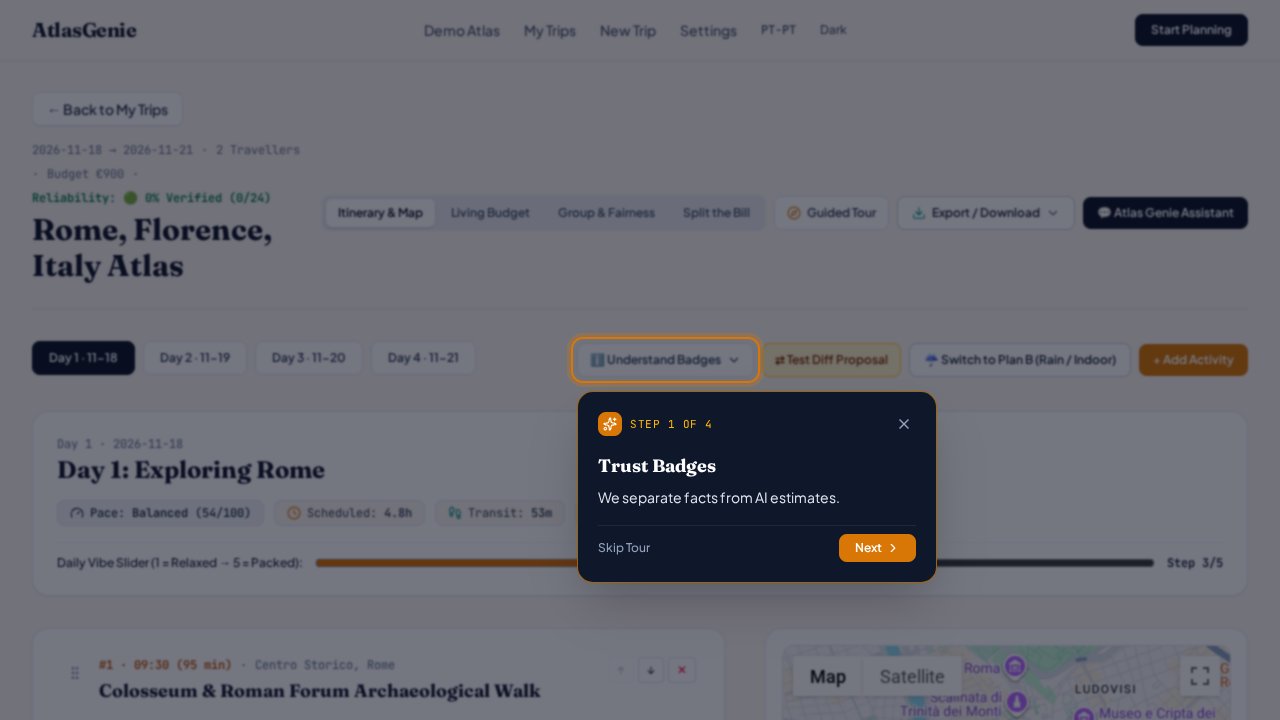 AtlasGenie
Demo Atlas
My Trips
New Trip
Settings
PT-PT
Dark
Start Planning
← Back to My Trips
2026-11-18 → 2026-11-21 · 2 Travellers
· Budget €900 ·
Reliability: 🟢 0% Verified (0/24)
Rome, Florence,
Italy Atlas
Itinerary & Map
Living Budget
Group & Fairness
Split the Bill
Guided Tour
Export / Download
💬 Atlas Genie Assistant
Day 1 · 11-18
Day 2 · 11-19
Day 3 · 11-20
Day 4 · 11-21
ℹ️ Understand Badges
⇄ Test Diff Proposal
☔ Switch to Plan B (Rain / Indoor)
+ Add Activity
STEP 1 OF 4
Trust Badges
We separate facts from AI estimates.
Skip Tour
Next
Day 1 · 2026-11-18
Day 1: Exploring Rome
Pace: Balanced (54/100)
Scheduled: 4.8h
Transit: 53m
Daily Vibe Slider (1 = Relaxed → 5 = Packed):
Step 3/5
#1 · 09:30 (95 min) · Centro Storico, Rome
Colosseum & Roman Forum Archaeological Walk
Map
Satellite
Roma
Scalinata di
Trinità dei Monti
LUDOVISI
Museo e Cripta dei